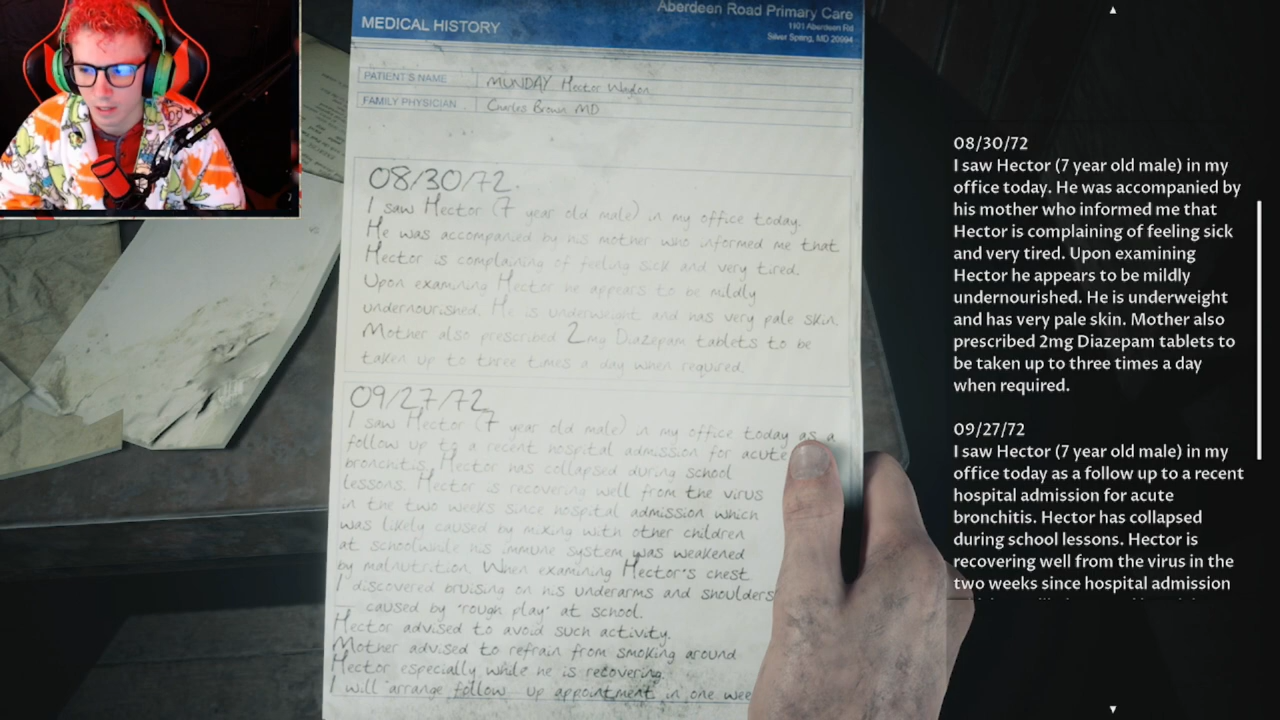 MEDICAL HISTORY
Aberdeen Road Primary Care
1901 Aberdeen Rd
Silver Spring, MD 20994
PATIENT'S NAME
MUNDAY Hector Waylon
FAMILY PHYSICIAN
Charles Brown MD
08/30/72.
I saw Hector (7 year old male) in my office today.
He was accompanied by his mother who informed me that
Hector is complaining of feeling sick and very tired.
Upon examining Hector he appears to be mildly
undernourished. He is underweight and has very pale skin.
Mother also prescribed 2mg Diazepam tablets to be
taken up to three times a day when required.
09/27/72
I saw Hector (7 year old male) in my office today as a
follow up to a recent hospital admission for acute
bronchitis. Hector has collapsed during school
lessons. Hector is recovering well from the virus
in the two weeks since hospital admission which
was likely caused by mixing with other children
at school while his immune system was weakened
by malnutrition. When examining Hector's chest
I discovered bruising on his underarms and shoulders
caused by 'rough play' at school.
Hector advised to avoid such activity.
Mother advised to refrain from smoking around
Hector especially while he is recovering.
I will arrange follow up appointment in one wee
08/30/72
I saw Hector (7 year old male) in my
office today. He was accompanied by
his mother who informed me that
Hector is complaining of feeling sick
and very tired. Upon examining
Hector he appears to be mildly
undernourished. He is underweight
and has very pale skin. Mother also
prescribed 2mg Diazepam tablets to
be taken up to three times a day
when required.
09/27/72
I saw Hector (7 year old male) in my
office today as a follow up to a recent
hospital admission for acute
bronchitis. Hector has collapsed
during school lessons. Hector is
recovering well from the virus in the
two weeks since hospital admission